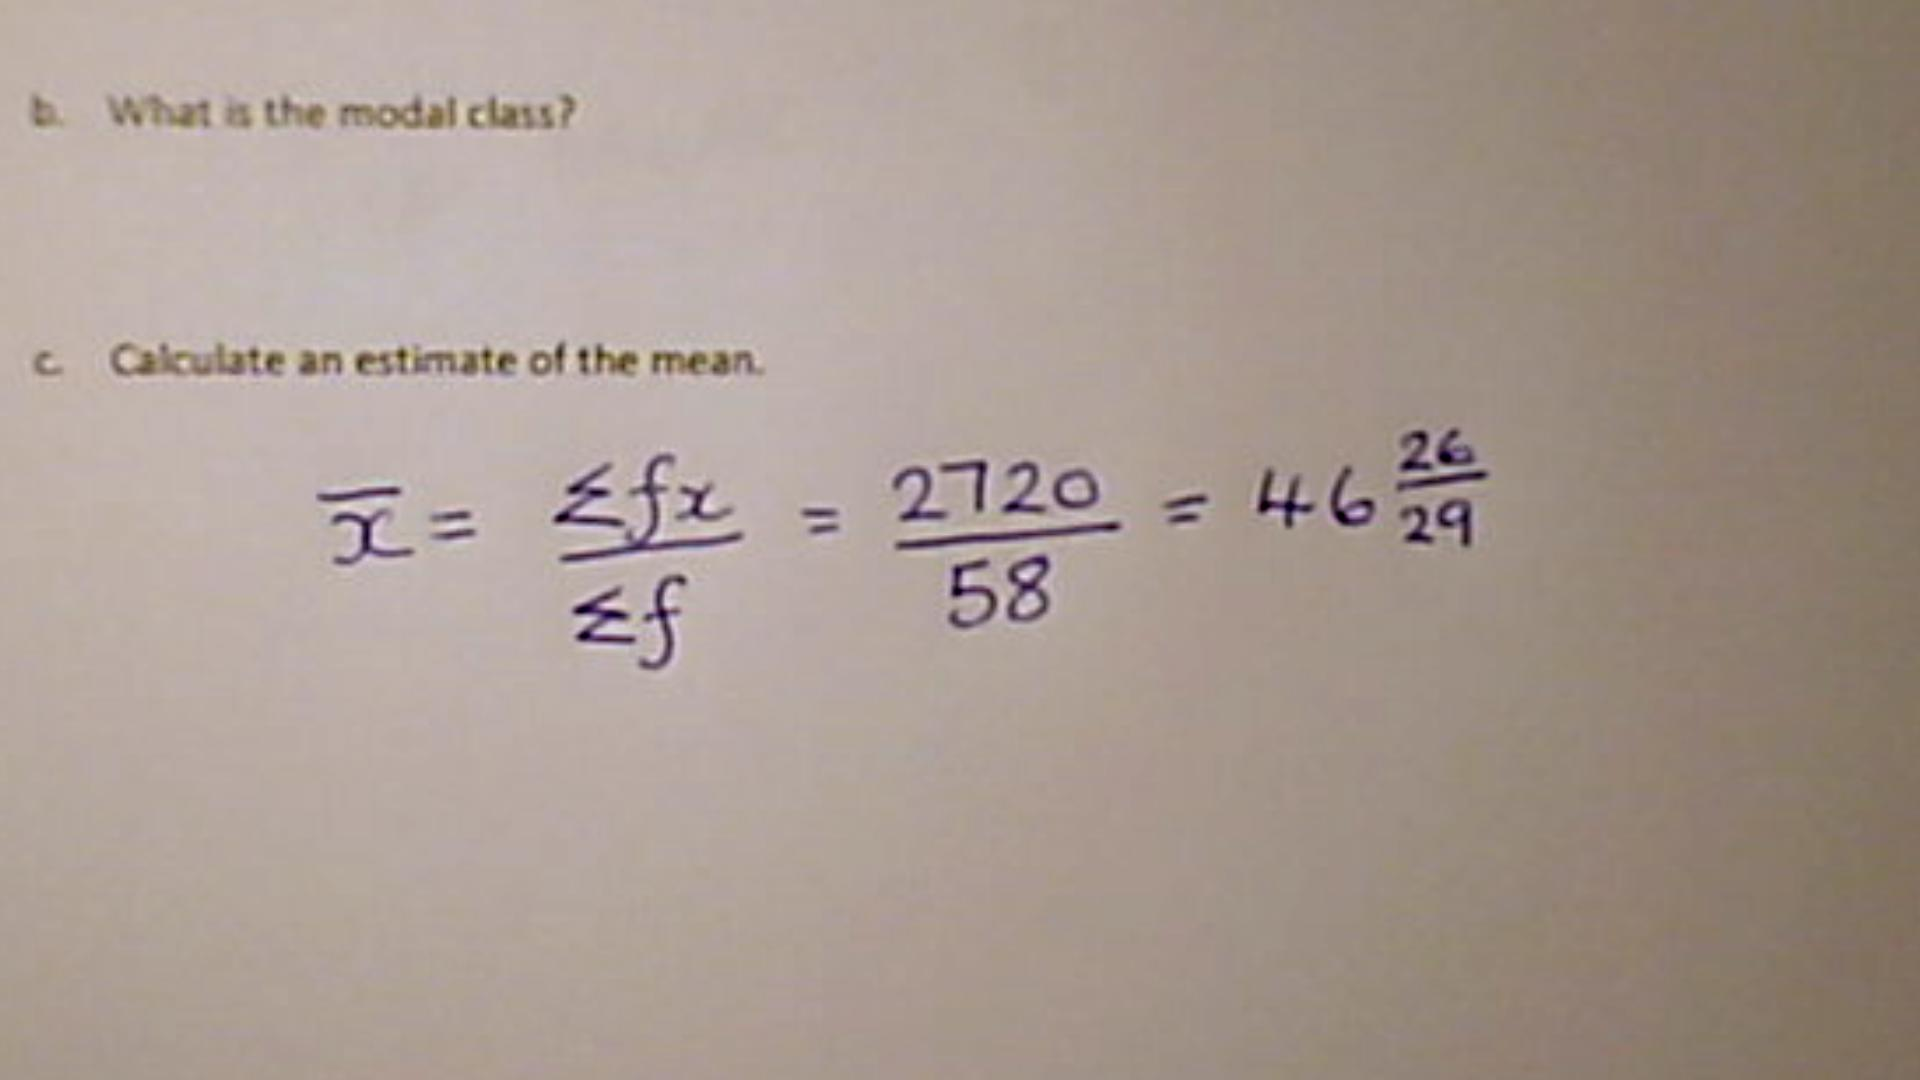 b. What is the modal class?
c. Calculate an estimate of the mean.
x̅ = Σfx/Σf = 2720/58 = 46 26/29